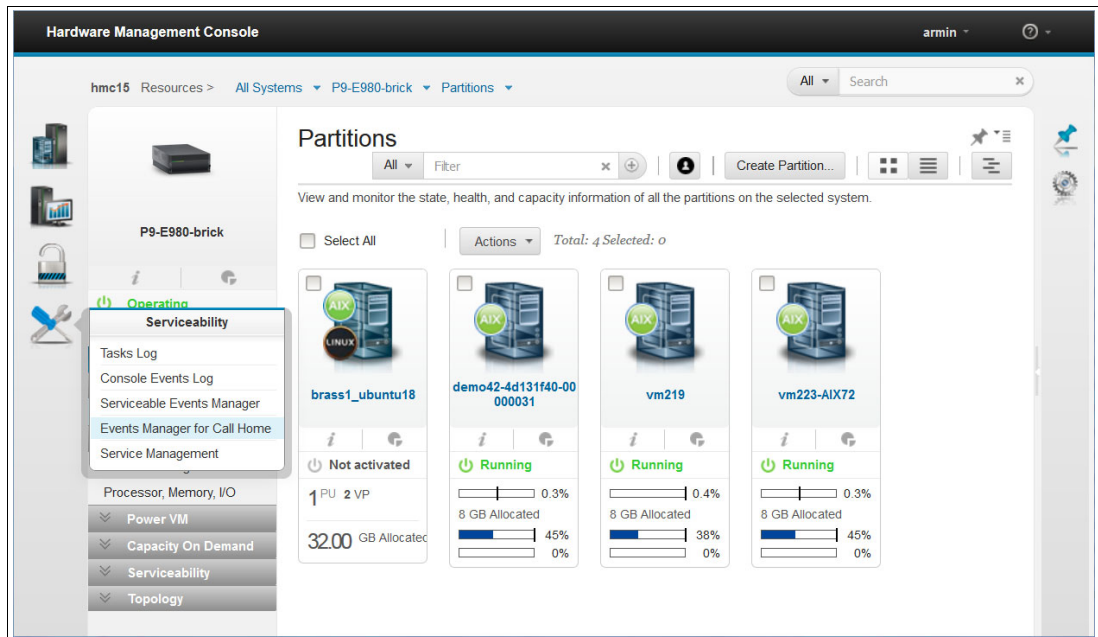 Hardware Management Console
armin
?
hmc15 Resources > All Systems P9-E980-brick Partitions
All Search
P9-E980-brick
Operating
Serviceability
Tasks Log
Console Events Log
Serviceable Events Manager
Events Manager for Call Home
Service Management
Processor, Memory, I/O
Power VM
Capacity On Demand
Serviceability
Topology
Partitions
All Filter
Create Partition...
View and monitor the state, health, and capacity information of all the partitions on the selected system.
Select All
Actions
Total: 4 Selected: 0
AIX
LINUX
brass1_ubuntu18
i
Not activated
1 PU 2 VP
32.00 GB Allocated
AIX
demo42-4d131f40-00
000031
i
Running
0.3%
8 GB Allocated
45%
0%
AIX
vm219
i
Running
0.4%
8 GB Allocated
38%
0%
AIX
vm223-AIX72
i
Running
0.3%
8 GB Allocated
45%
0%